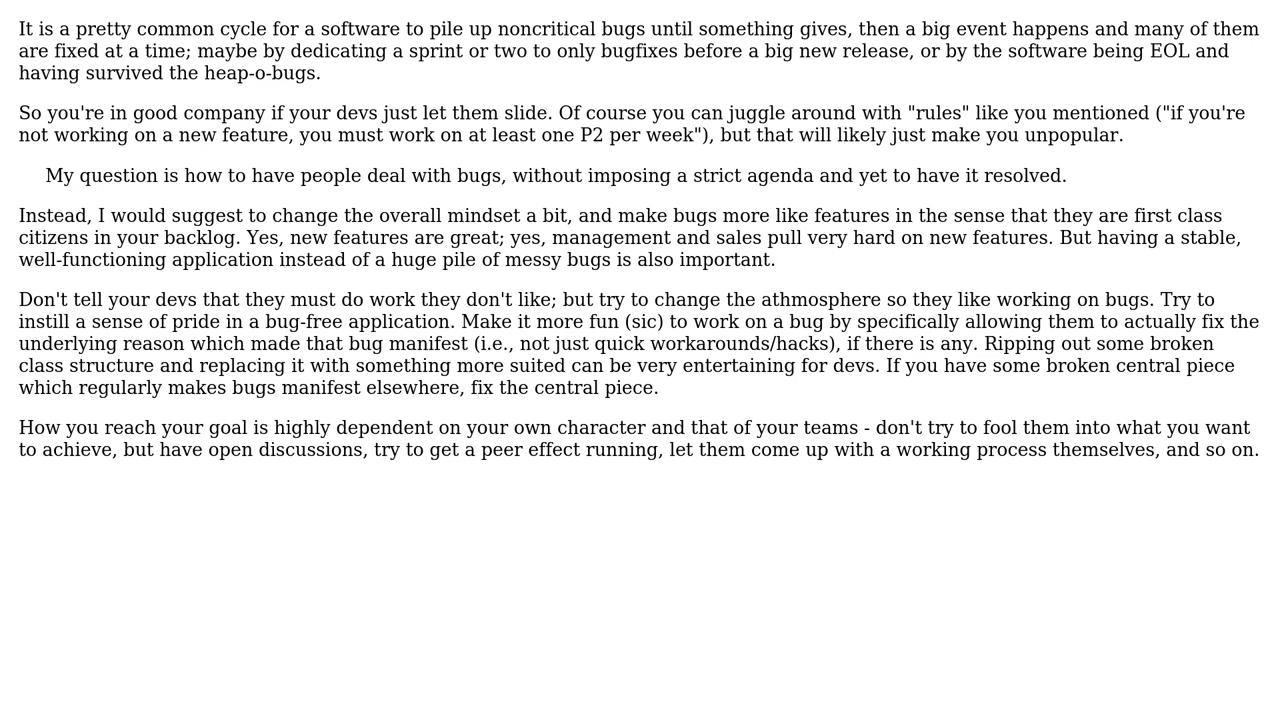 It is a pretty common cycle for a software to pile up noncritical bugs until something gives, then a big event happens and many of them
are fixed at a time; maybe by dedicating a sprint or two to only bugfixes before a big new release, or by the software being EOL and
having survived the heap-o-bugs.
So you're in good company if your devs just let them slide. Of course you can juggle around with "rules" like you mentioned ("if you're
not working on a new feature, you must work on at least one P2 per week"), but that will likely just make you unpopular.
My question is how to have people deal with bugs, without imposing a strict agenda and yet to have it resolved.
Instead, I would suggest to change the overall mindset a bit, and make bugs more like features in the sense that they are first class
citizens in your backlog. Yes, new features are great; yes, management and sales pull very hard on new features. But having a stable,
well-functioning application instead of a huge pile of messy bugs is also important.
Don't tell your devs that they must do work they don't like; but try to change the athmosphere so they like working on bugs. Try to
instill a sense of pride in a bug-free application. Make it more fun (sic) to work on a bug by specifically allowing them to actually fix the
underlying reason which made that bug manifest (i.e., not just quick workarounds/hacks), if there is any. Ripping out some broken
class structure and replacing it with something more suited can be very entertaining for devs. If you have some broken central piece
which regularly makes bugs manifest elsewhere, fix the central piece.
How you reach your goal is highly dependent on your own character and that of your teams - don't try to fool them into what you want
to achieve, but have open discussions, try to get a peer effect running, let them come up with a working process themselves, and so on.